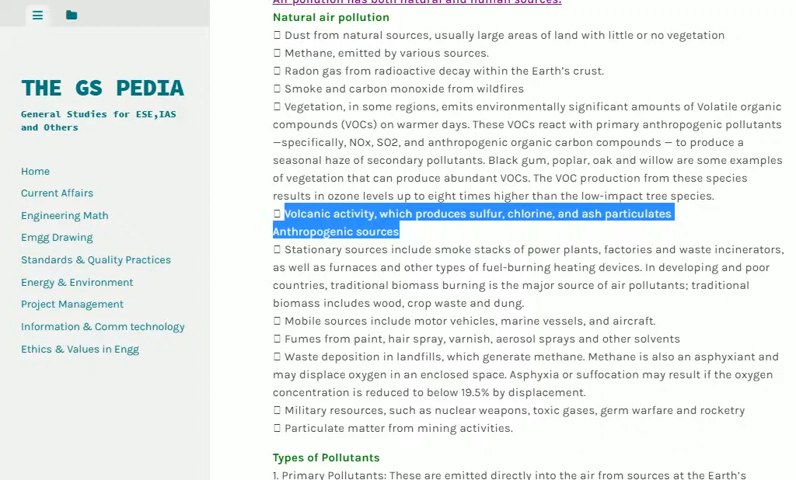 THE GS PEDIA
General Studies for ESE,IAS
and Others
Home
Current Affairs
Engineering Math
Emgg Drawing
Standards & Quality Practices
Energy & Environment
Project Management
Information & Comm technology
Ethics & Values in Engg
Air pollution has both natural and human sources.
Natural air pollution
Dust from natural sources, usually large areas of land with little or no vegetation
Methane, emitted by various sources.
Radon gas from radioactive decay within the Earth’s crust.
Smoke and carbon monoxide from wildfires
Vegetation, in some regions, emits environmentally significant amounts of Volatile organic
compounds (VOCs) on warmer days. These VOCs react with primary anthropogenic pollutants
—specifically, NOx, SO2, and anthropogenic organic carbon compounds — to produce a
seasonal haze of secondary pollutants. Black gum, poplar, oak and willow are some examples
of vegetation that can produce abundant VOCs. The VOC production from these species
results in ozone levels up to eight times higher than the low-impact tree species.
Volcanic activity, which produces sulfur, chlorine, and ash particulates
Anthropogenic sources
Stationary sources include smoke stacks of power plants, factories and waste incinerators,
as well as furnaces and other types of fuel-burning heating devices. In developing and poor
countries, traditional biomass burning is the major source of air pollutants; traditional
biomass includes wood, crop waste and dung.
Mobile sources include motor vehicles, marine vessels, and aircraft.
Fumes from paint, hair spray, varnish, aerosol sprays and other solvents
Waste deposition in landfills, which generate methane. Methane is also an asphyxiant and
may displace oxygen in an enclosed space. Asphyxia or suffocation may result if the oxygen
concentration is reduced to below 19.5% by displacement.
Military resources, such as nuclear weapons, toxic gases, germ warfare and rocketry
Particulate matter from mining activities.
Types of Pollutants
1. Primary Pollutants: These are emitted directly into the air from sources at the Earth’s